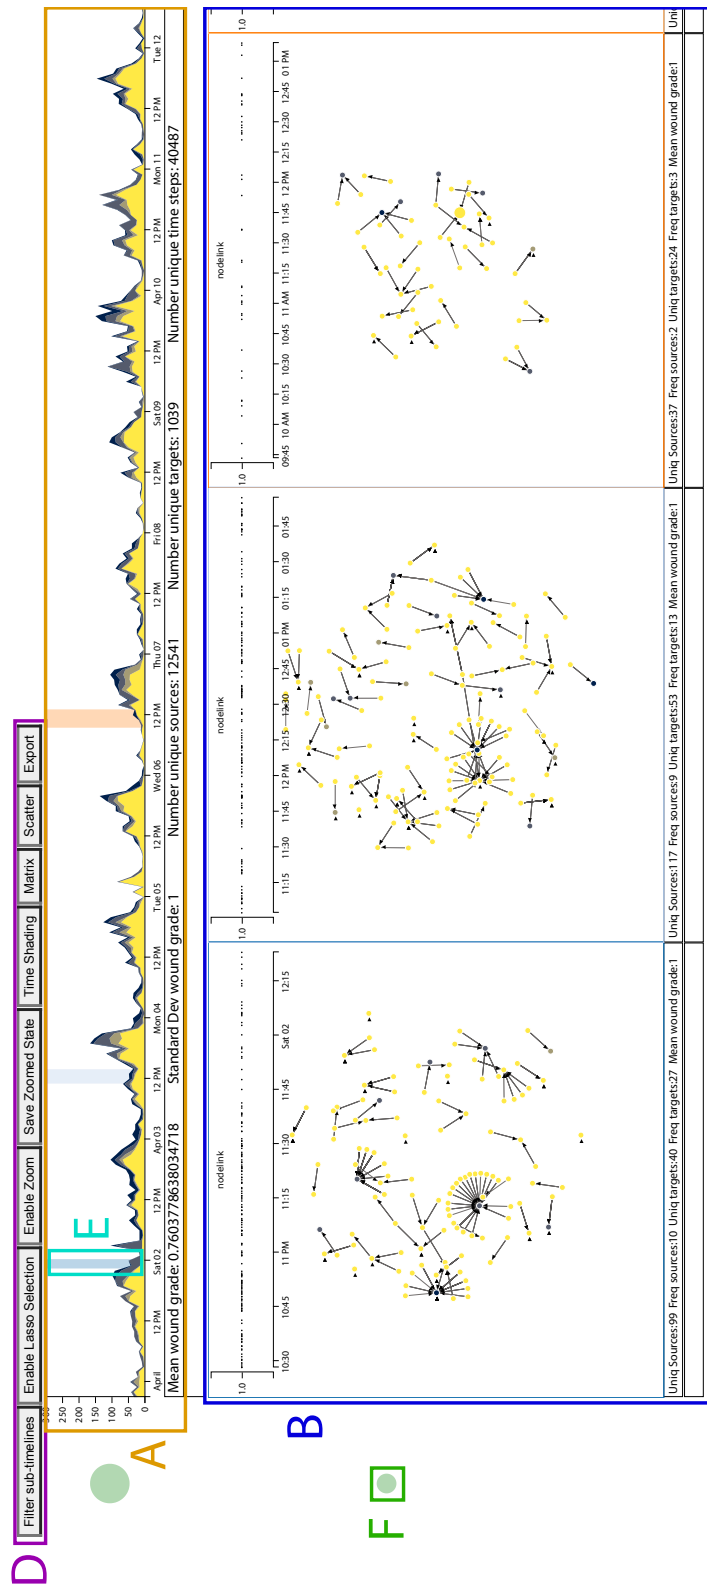 D
Filter sub-timelines Enable Lasso Selection Enable Zoom Save Zoomed State Time Shading Matrix Scatter Export
250
200
150
100
50
0
E
A
April 12 PM Sat 02 12 PM Apr 03 12 PM Mon 04 12 PM Tue 05 12 PM Wed 06 12 PM Thu 07 12 PM Fri 08 12 PM Sat 09 12 PM Apr 10 12 PM Mon 11 12 PM Tue 12
Mean wound grade: 0.7603778638034718 Standard Dev wound grade: 1 Number unique sources: 12541 Number unique targets: 1039 Number unique time steps: 40487
nodelink nodelink nodelink
1.0 1.0 1.0 1.0
10:30 10:45 11 PM 11:15 11:30 11:45 Sat 02 12:15
11:15 11:30 11:45 12 PM 12:15 12:30 12:45 01 PM 01:15 01:30 01:45
09:45 10 AM 10:15 10:30 10:45 11 AM 11:15 11:30 11:45 12 PM 12:15 12:30 12:45 01 PM
B
F
Uniq Sources:99 Freq sources:10 Uniq targets:40 Freq targets:27 Mean wound grade:1
Uniq Sources:117 Freq sources:9 Uniq targets:53 Freq targets:13 Mean wound grade:1
Uniq Sources:37 Freq sources:2 Uniq targets:24 Freq targets:3 Mean wound grade:1
Uni